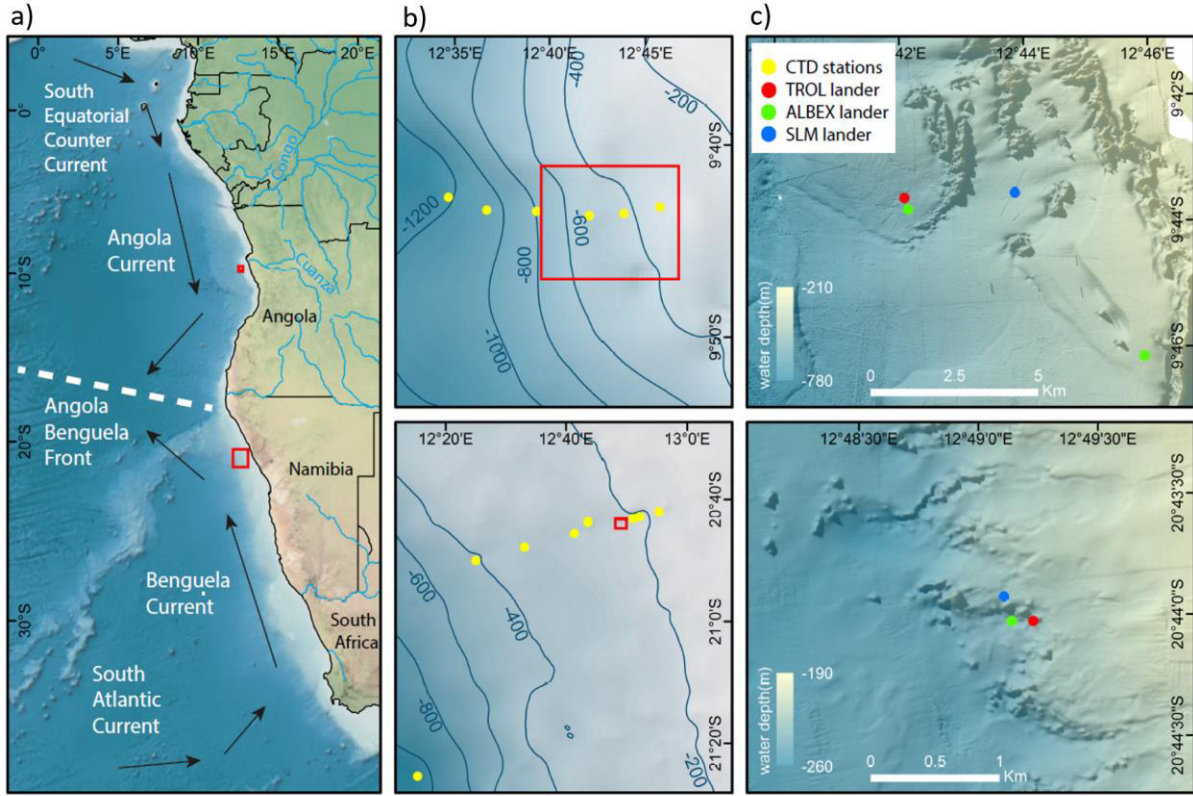 a)
0°
5°E
10°E
15°E
21°E
South
Equatorial
Counter
Current
0°
Congo
Angola
Current
Cuanza
10°S
Angola
Angola
Benguela
Front
20°S
Namibia
Benguela
Current
30°S
South
Africa
South
Atlantic
Current
b)
12°35'E
12°40'E
12°45'E
-400
-200
9°40'S
-1200
-800
-600
-1000
9°50'S
12°20'E
12°40'E
13°0'E
20°40'S
-600
-400
21°0'S
-800
21°20'S
-200
c)
42'E
12°44'E
12°46'E
CTD stations
TROL lander
ALBEX lander
SLM lander
9°42'S
9°44'S
9°46'S
water depth(m)
-210
-780
0
2.5
5
Km
12°48'30"E
12°49'0"E
12°49'30"E
20°43'30"S
20°44'0"S
20°44'30"S
water depth(m)
-190
-260
0
0.5
1
Km